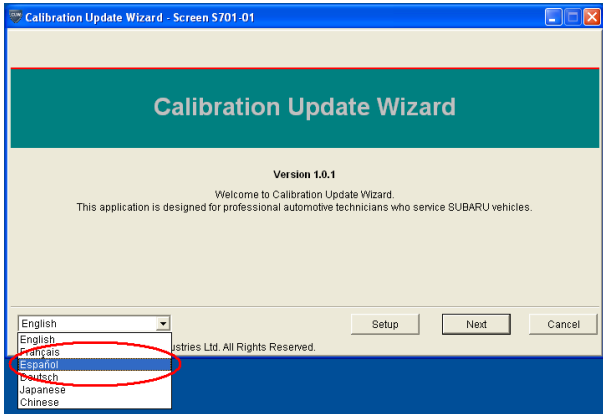 Calibration Update Wizard - Screen S701-01
Calibration Update Wizard
Version 1.0.1
Welcome to Calibration Update Wizard.
This application is designed for professional automotive technicians who service SUBARU vehicles.
English
Setup
Next
Cancel
English
ustries Ltd. All Rights Reserved.
Français
Español
Deutsch
Japanese
Chinese